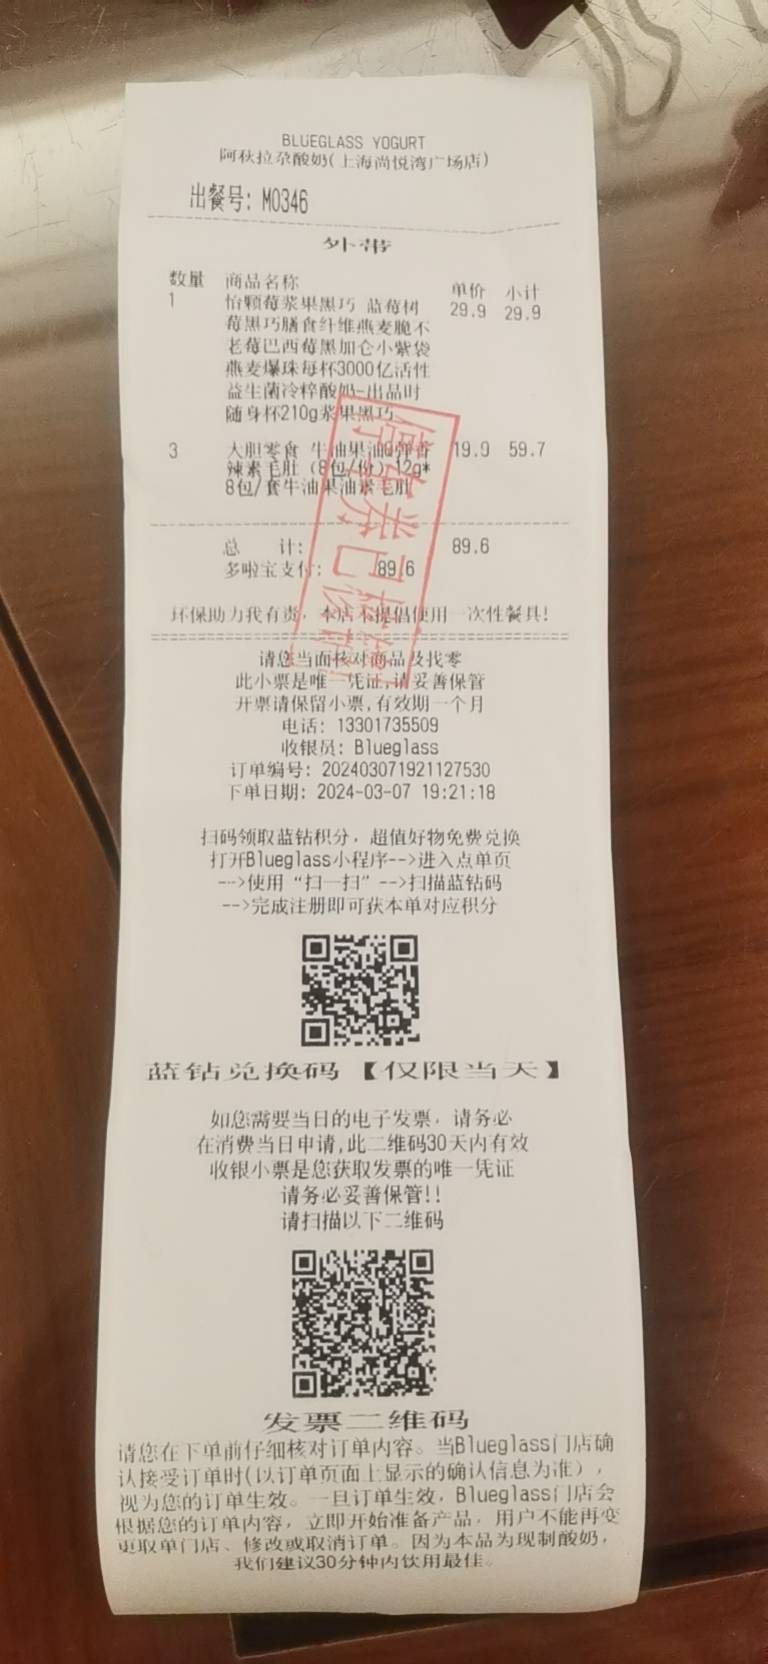 BLUEGLASS YOGURT
阿秋拉尕酸奶(上海尚悦湾广场店)
出餐号: M0346
外带
数量 商品名称 单价 小计
1 怡颗莓浆果黑巧 蓝莓树 29.9 29.9
莓黑巧膳食纤维燕麦脆不
老莓巴西莓黑加仑小紫袋
燕麦爆珠每杯3000亿活性
益生菌冷粹酸奶-出品时
随身杯210g浆果黑巧
3 大胆零食 牛油果油@弹香 19.9 59.7
辣素毛肚（8包/份）12g*
8包/套牛油果油素毛肚
总 计: 89.6
多啦宝支付: 89.6
环保助力我有责，本店不提倡使用一次性餐具!
请您当面核对商品及找零
此小票是唯一凭证,请妥善保管
开票请保留小票,有效期一个月
电话: 13301735509
收银员: Blueglass
订单编号: 202403071921127530
下单日期: 2024-03-07 19:21:18
扫码领取蓝钻积分，超值好物免费兑换
打开Blueglass小程序-->进入点单页
-->使用“扫一扫”-->扫描蓝钻码
-->完成注册即可获本单对应积分
蓝钻兑换码【仅限当天】
如您需要当日的电子发票，请务必
在消费当日申请,此二维码30天内有效
收银小票是您获取发票的唯一凭证
请务必妥善保管!!
请扫描以下二维码
发票二维码
请您在下单前仔细核对订单内容。当Blueglass门店确
认接受订单时(以订单页面上显示的确认信息为准)，
视为您的订单生效。一旦订单生效，Blueglass门店会
根据您的订单内容，立即开始准备产品，用户不能再变
更取单门店、修改或取消订单。因为本品为现制酸奶，
我们建议30分钟内饮用最佳。